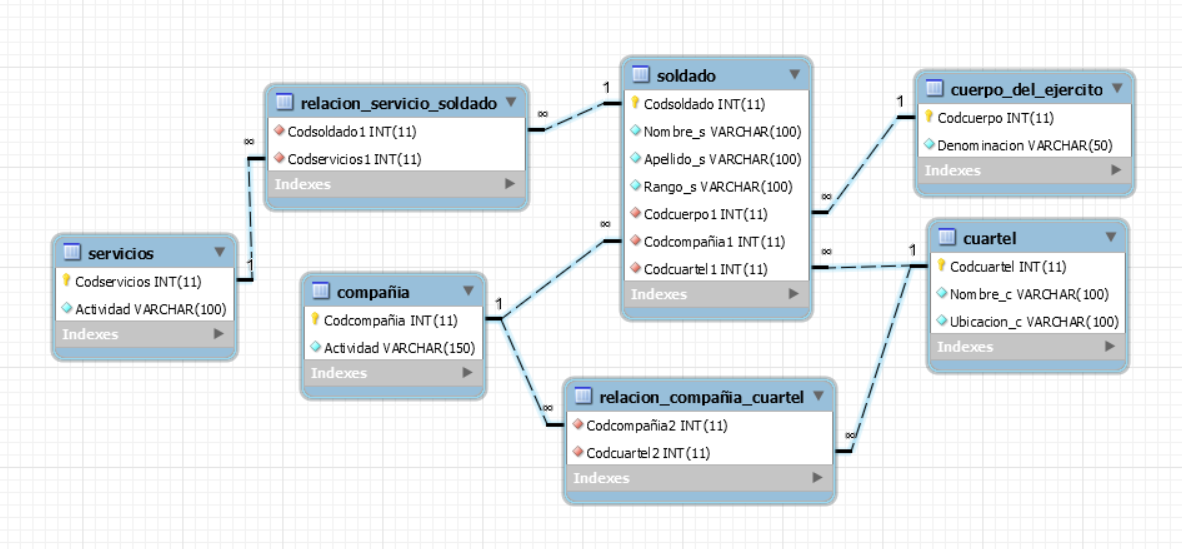 relacion_servicio_soldado
Codsoldado1 INT(11)
Codservicios1 INT(11)
Indexes
∞
∞
servicios
Codservicios INT(11)
Actividad VARCHAR(100)
Indexes
1
compañia
Codcompañia INT(11)
Actividad VARCHAR(150)
Indexes
1
soldado
Codsoldado INT(11)
Nombre_s VARCHAR(100)
Apellido_s VARCHAR(100)
Rango_s VARCHAR(100)
Codcuerpo1 INT(11)
Codcompañia1 INT(11)
Codcuartel1 INT(11)
Indexes
1
∞
∞
∞
relacion_compañia_cuartel
Codcompañia2 INT(11)
Codcuartel2 INT(11)
Indexes
∞
∞
cuerpo_del_ejercito
Codcuerpo INT(11)
Denominacion VARCHAR(50)
Indexes
1
cuartel
Codcuartel INT(11)
Nombre_c VARCHAR(100)
Ubicacion_c VARCHAR(100)
Indexes
1